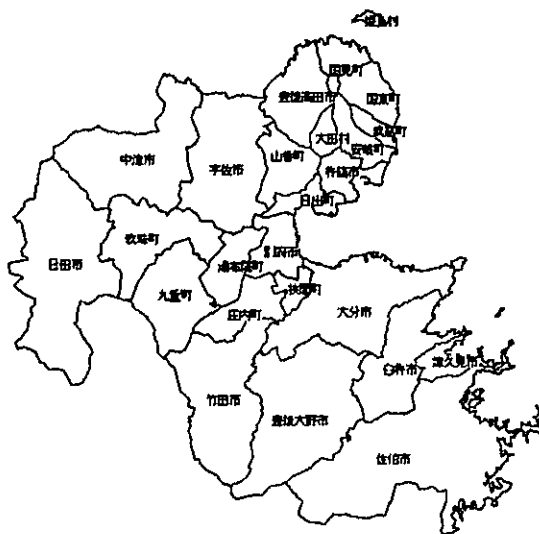 姫島村
国見町
豊後高田市
国東町
武蔵町
大田村
安岐町
中津市
宇佐市
山香町
杵築市
日出町
玖珠町
別府市
湯布院町
日田市
九重町
挾間町
庄内町
大分市
臼杵市
津久見市
竹田市
豊後大野市
佐伯市